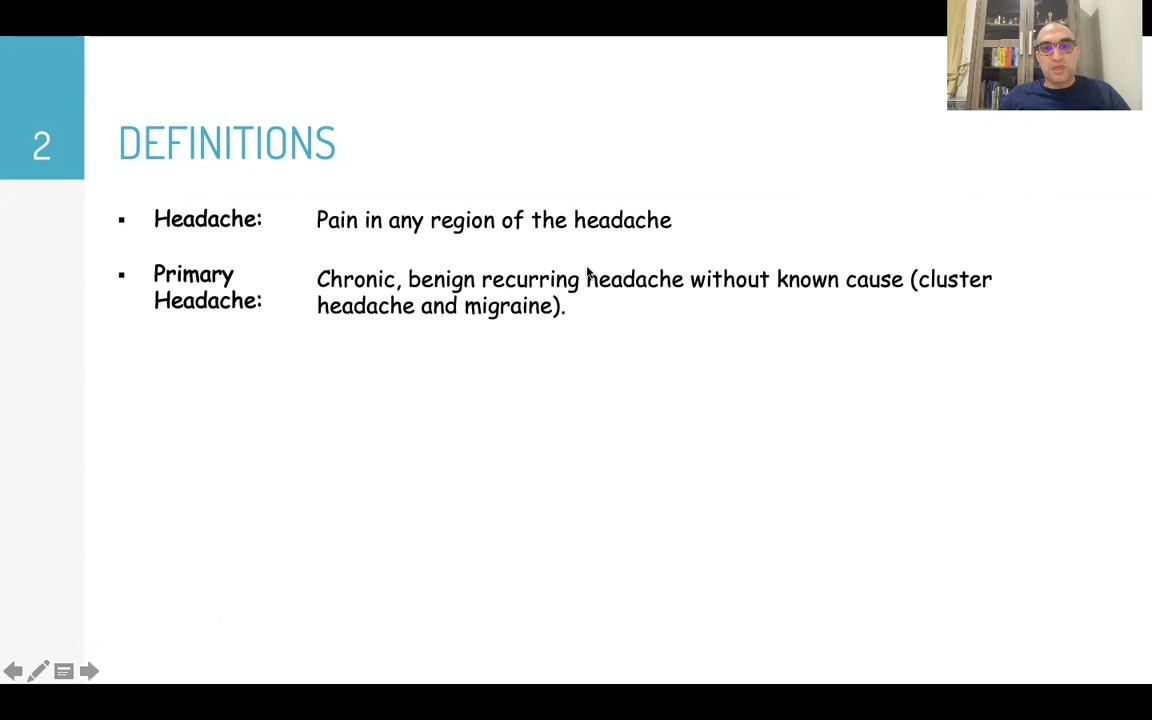 2
DEFINITIONS
▪ Headache: Pain in any region of the headache
▪ Primary Headache: Chronic, benign recurring headache without known cause (cluster
headache and migraine).